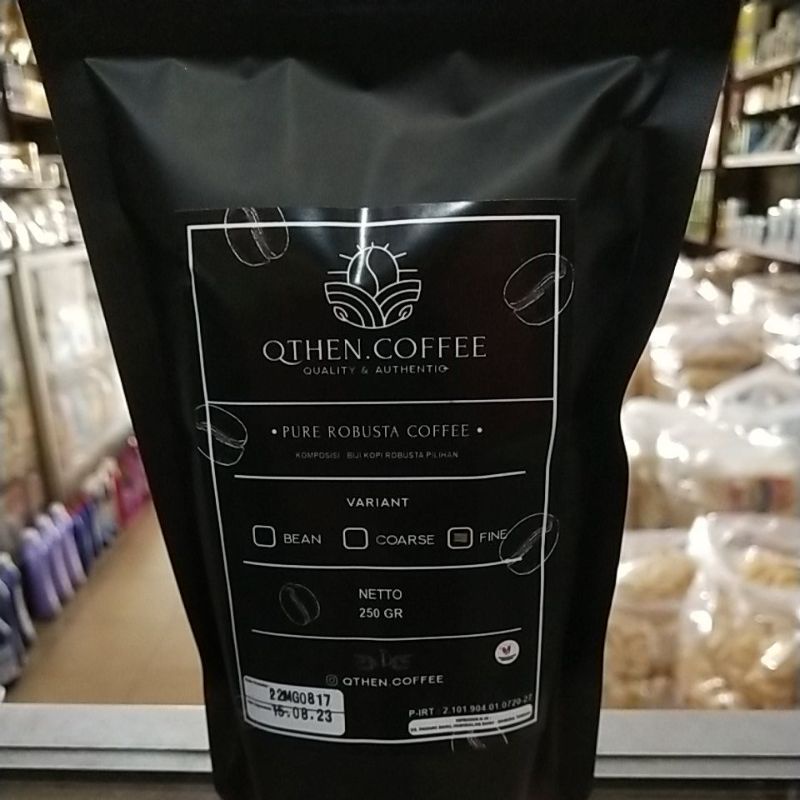 QTHEN.COFFEE
QUALITY & AUTHENTIC
• PURE ROBUSTA COFFEE •
KOMPOSISI : BIJI KOPI ROBUSTA PILIHAN
VARIANT
BEAN COARSE FINE
NETTO
250 GR
QTHEN.COFFEE
22MG0817
15.08.23
P-IRT : 2.101.904.01.0720-27